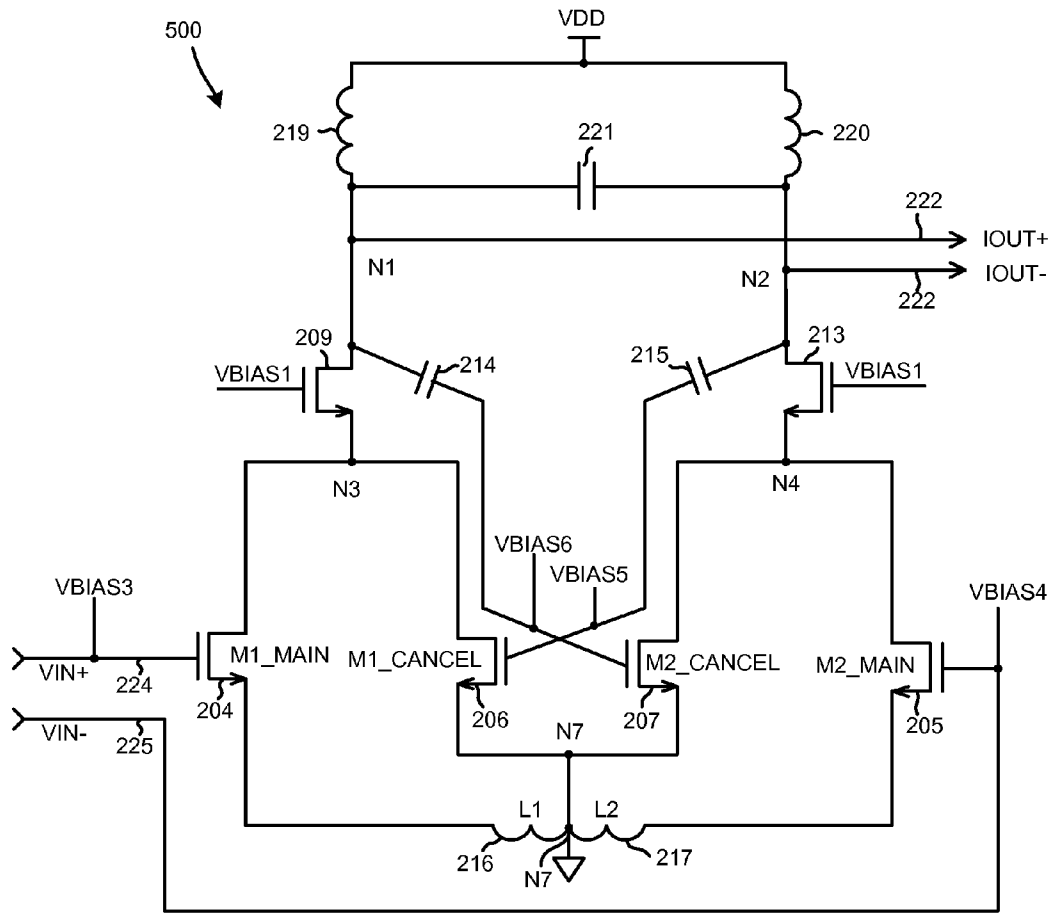 500
VDD
219
220
221
222
IOUT+
N1
N2
IOUT-
222
209
213
214
215
VBIAS1
VBIAS1
N3
N4
VBIAS6
VBIAS5
VBIAS3
VBIAS4
M1_MAIN
M1_CANCEL
M2_CANCEL
M2_MAIN
VIN+
224
204
206
207
205
VIN-
225
N7
L1
L2
216
N7
217